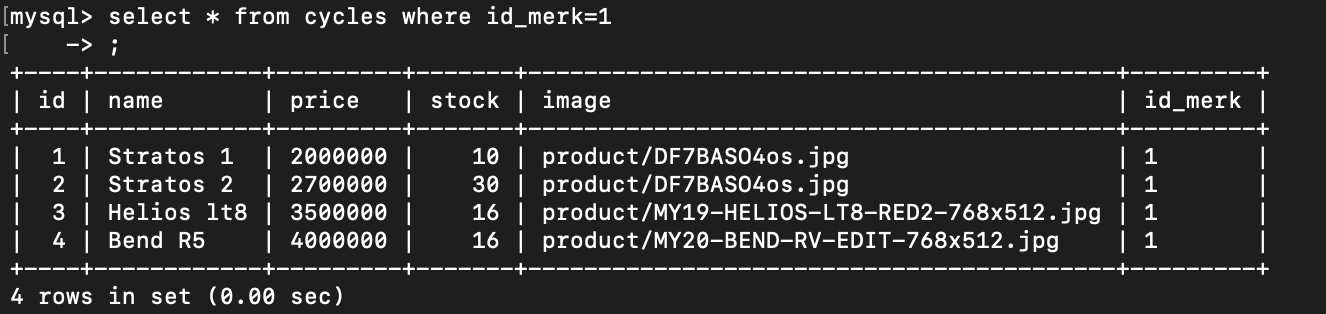 [mysql> select * from cycles where id_merk=1
[    -> ;
+----+-------------+---------+-------+------------------------------------------+---------+
| id | name        | price   | stock | image                                    | id_merk |
+----+-------------+---------+-------+------------------------------------------+---------+
|  1 | Stratos 1   | 2000000 |    10 | product/DF7BASO4os.jpg                   | 1       |
|  2 | Stratos 2   | 2700000 |    30 | product/DF7BASO4os.jpg                   | 1       |
|  3 | Helios lt8  | 3500000 |    16 | product/MY19-HELIOS-LT8-RED2-768x512.jpg | 1       |
|  4 | Bend R5     | 4000000 |    16 | product/MY20-BEND-RV-EDIT-768x512.jpg    | 1       |
+----+-------------+---------+-------+------------------------------------------+---------+
4 rows in set (0.00 sec)